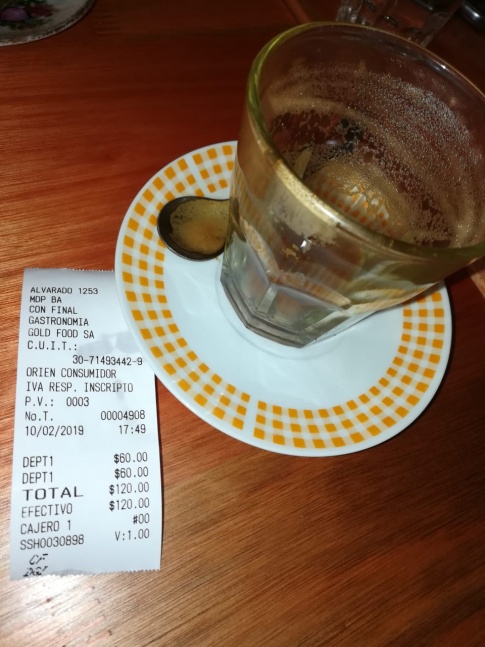 ALVARADO 1253
MDP BA
CON FINAL
GASTRONOMIA
GOLD FOOD SA
C.U.I.T.:
30-71493442-9
ORIEN CONSUMIDOR
IVA RESP. INSCRIPTO
P.V.: 0003
No.T. 00004908
10/02/2019 17:49
DEPT1 $60.00
DEPT1 $60.00
TOTAL $120.00
EFECTIVO $120.00
CAJERO 1 #00
SSH0030898 V:1.00
CF
DGI